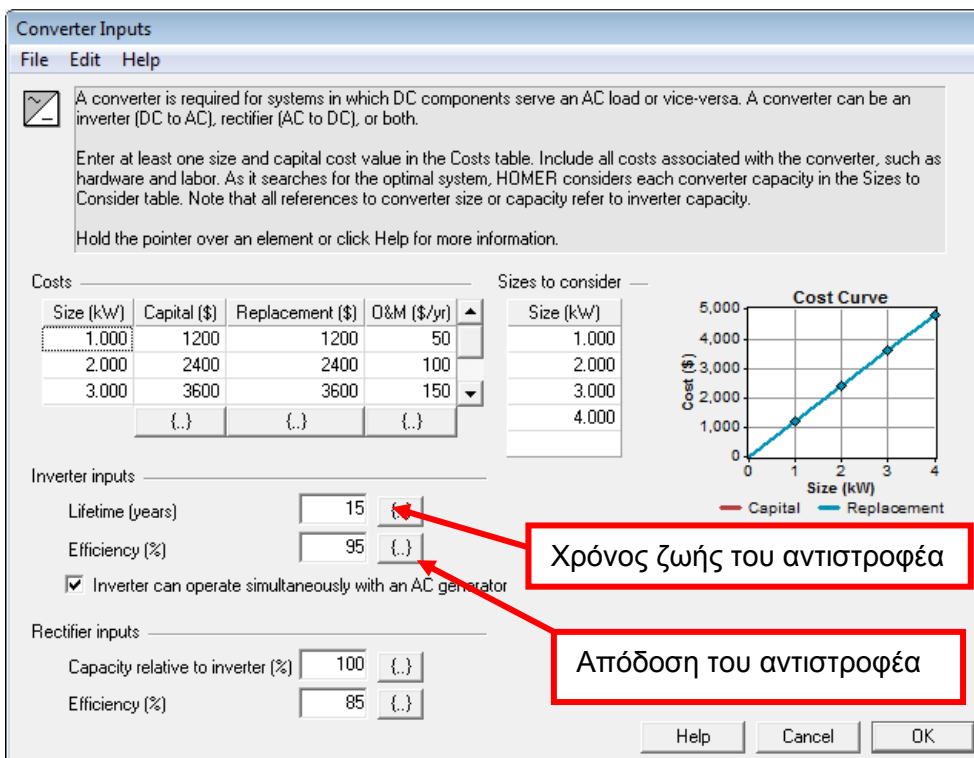 Converter Inputs
File Edit Help
A converter is required for systems in which DC components serve an AC load or vice-versa. A converter can be an
inverter (DC to AC), rectifier (AC to DC), or both.
Enter at least one size and capital cost value in the Costs table. Include all costs associated with the converter, such as
hardware and labor. As it searches for the optimal system, HOMER considers each converter capacity in the Sizes to
Consider table. Note that all references to converter size or capacity refer to inverter capacity.
Hold the pointer over an element or click Help for more information.
Costs
Size (kW) Capital ($) Replacement ($) O&M ($/yr)
1.000 1200 1200 50
2.000 2400 2400 100
3.000 3600 3600 150
{..} {..} {..}
Sizes to consider
Size (kW)
1.000
2.000
3.000
4.000
Cost Curve
5,000
4,000
3,000
2,000
1,000
0
Cost ($)
0 1 2 3 4
Size (kW)
Capital Replacement
Inverter inputs
Lifetime (years) 15 {..}
Efficiency (%) 95 {..}
Inverter can operate simultaneously with an AC generator
Χρόνος ζωής του αντιστροφέα
Απόδοση του αντιστροφέα
Rectifier inputs
Capacity relative to inverter (%) 100 {..}
Efficiency (%) 85 {..}
Help Cancel OK